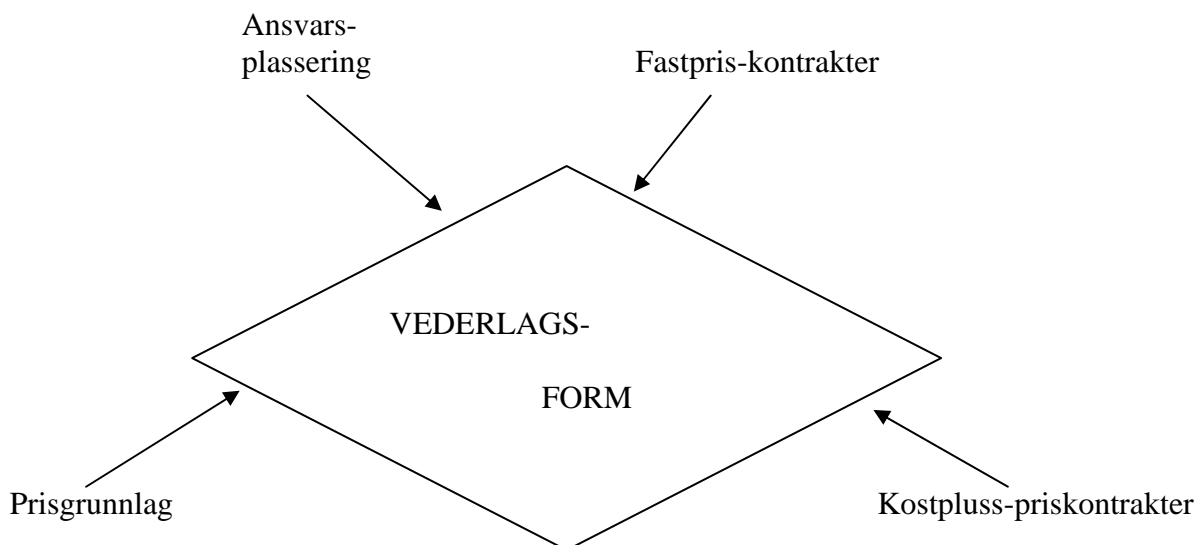 Ansvars-
plassering
Fastpris-kontrakter
VEDERLAGS-
FORM
Prisgrunnlag
Kostpluss-priskontrakter